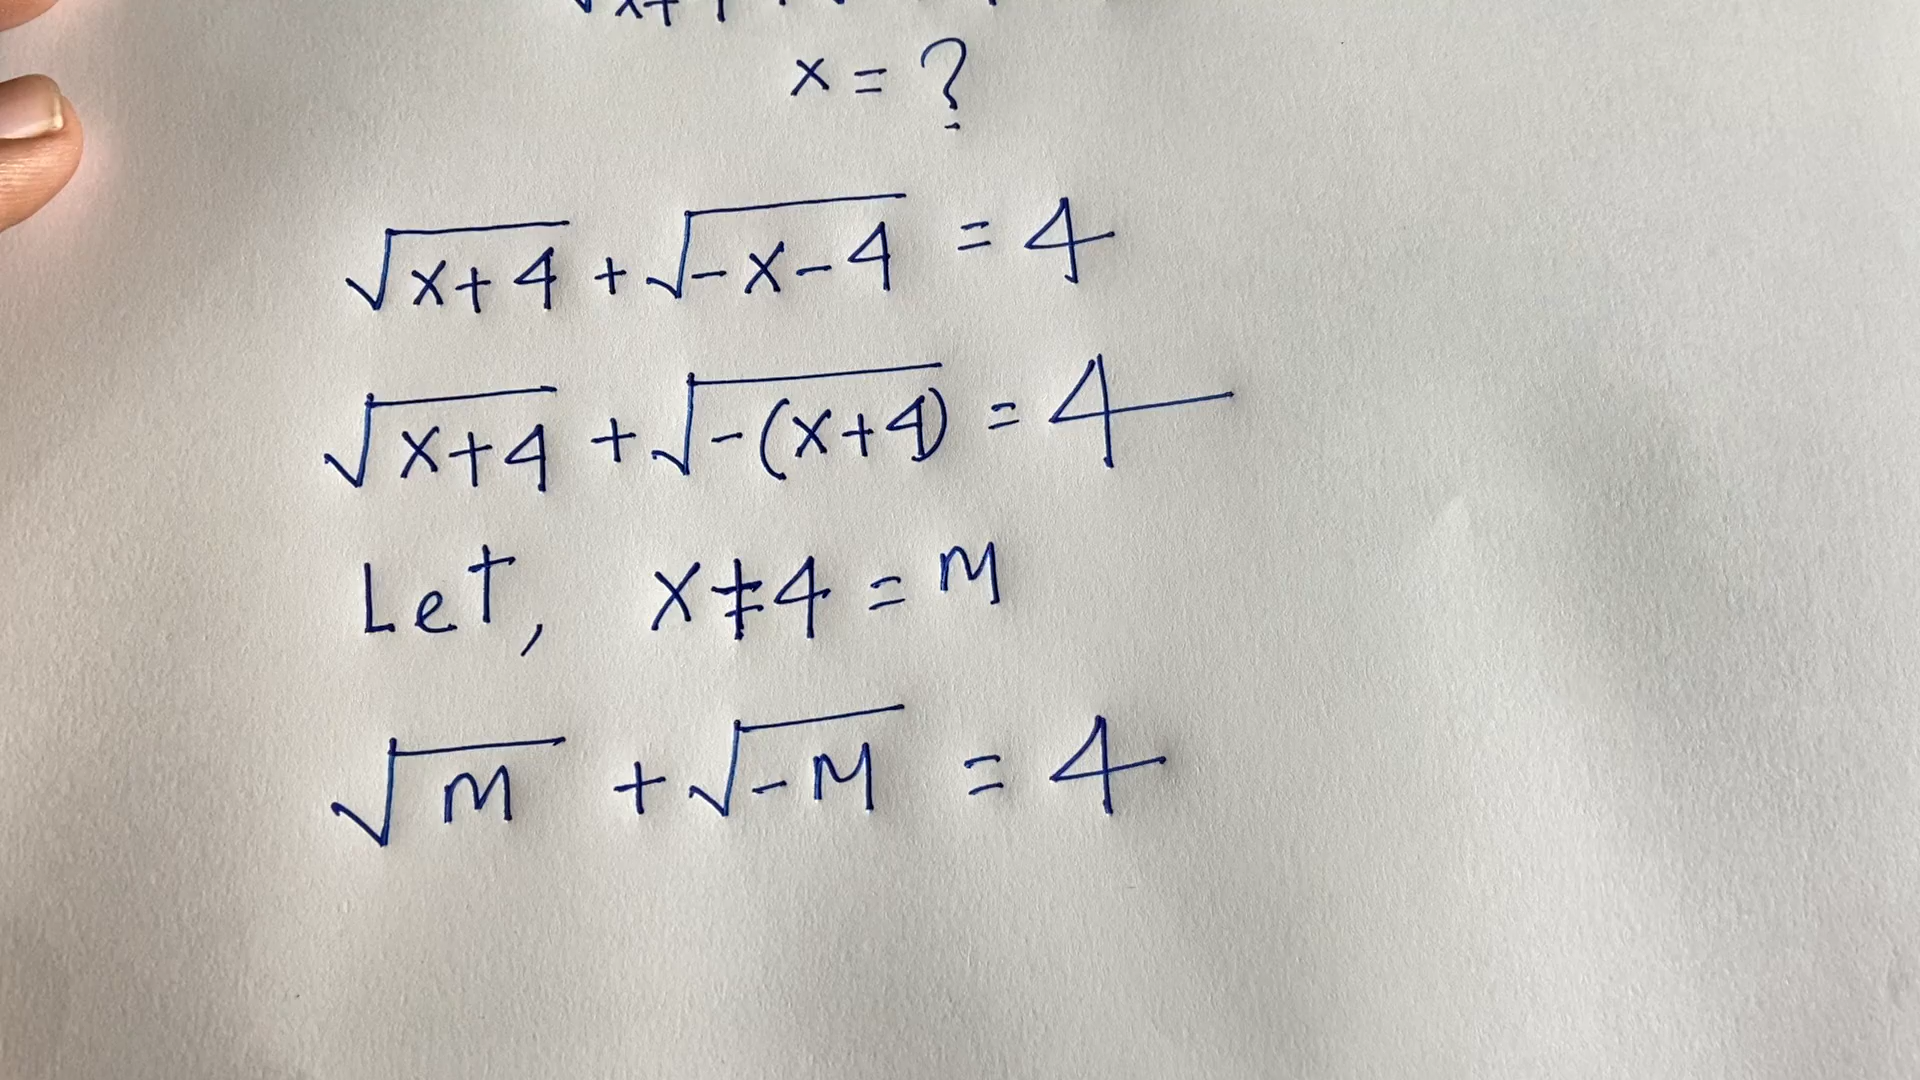 x = ?
√x+4 + √-x-4 = 4
√x+4 + √-(x+4) = 4
Let, x+4 = m
√m + √-m = 4